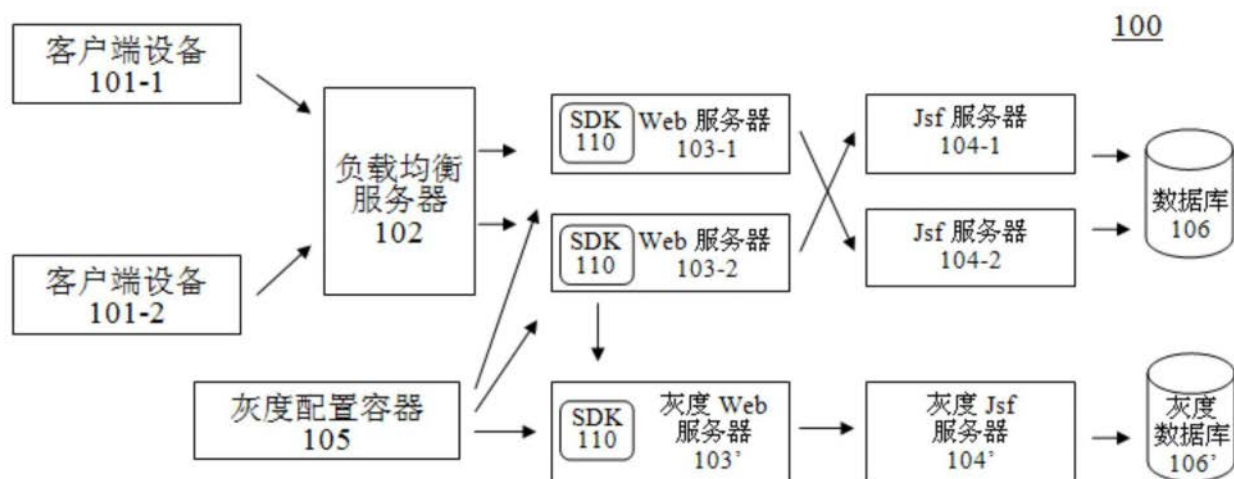 100
客户端设备
101-1
客户端设备
101-2
负载均衡
服务器
102
SDK
110
Web 服务器
103-1
SDK
110
Web 服务器
103-2
Jsf 服务器
104-1
Jsf 服务器
104-2
数据库
106
灰度配置容器
105
SDK
110
灰度 Web
服务器
103’
灰度 Jsf
服务器
104’
灰度
数据库
106’